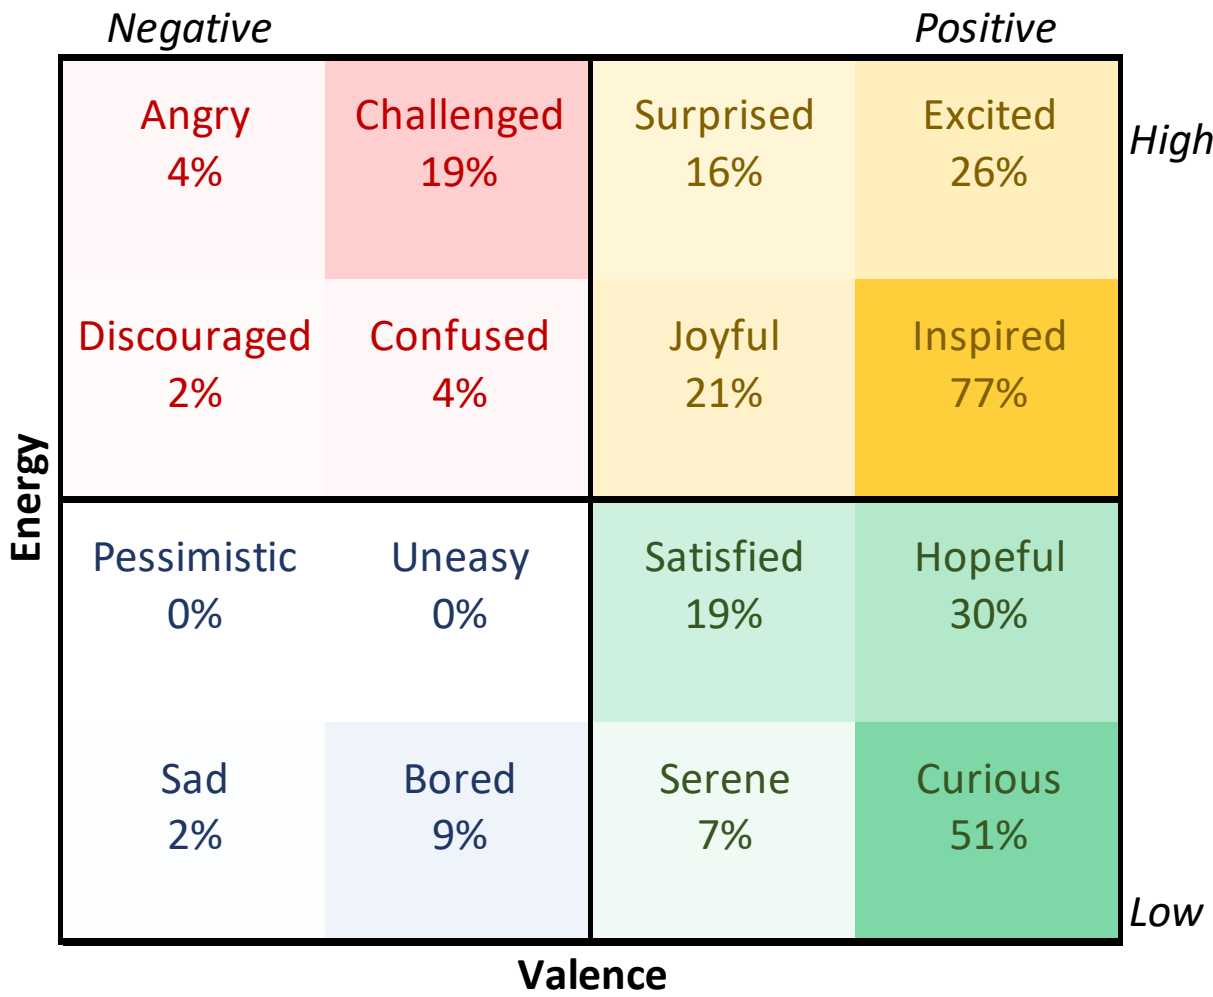 Negative Positive
Angry Challenged Surprised Excited
4% 19% 16% 26%
High
Discouraged Confused Joyful Inspired
2% 4% 21% 77%
Energy
Pessimistic Uneasy Satisfied Hopeful
0% 0% 19% 30%
Sad Bored Serene Curious
2% 9% 7% 51%
Low
Valence